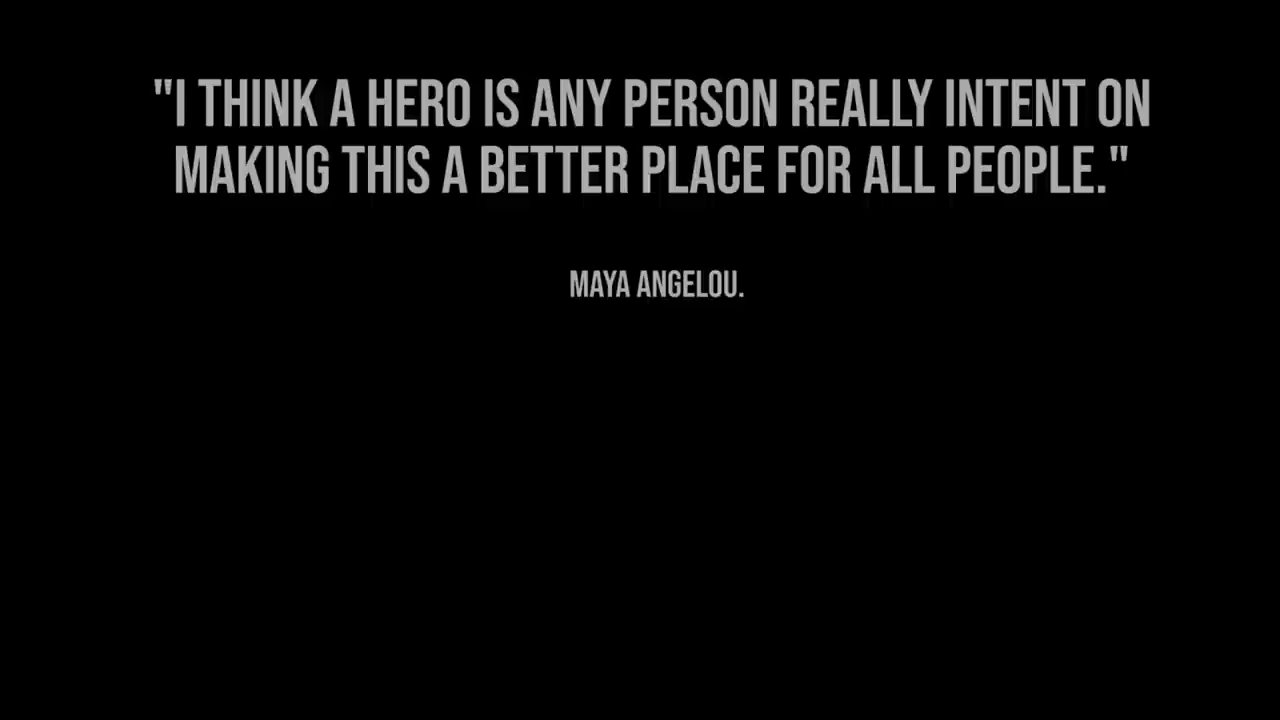 "I THINK A HERO IS ANY PERSON REALLY INTENT ON
MAKING THIS A BETTER PLACE FOR ALL PEOPLE."
MAYA ANGELOU.